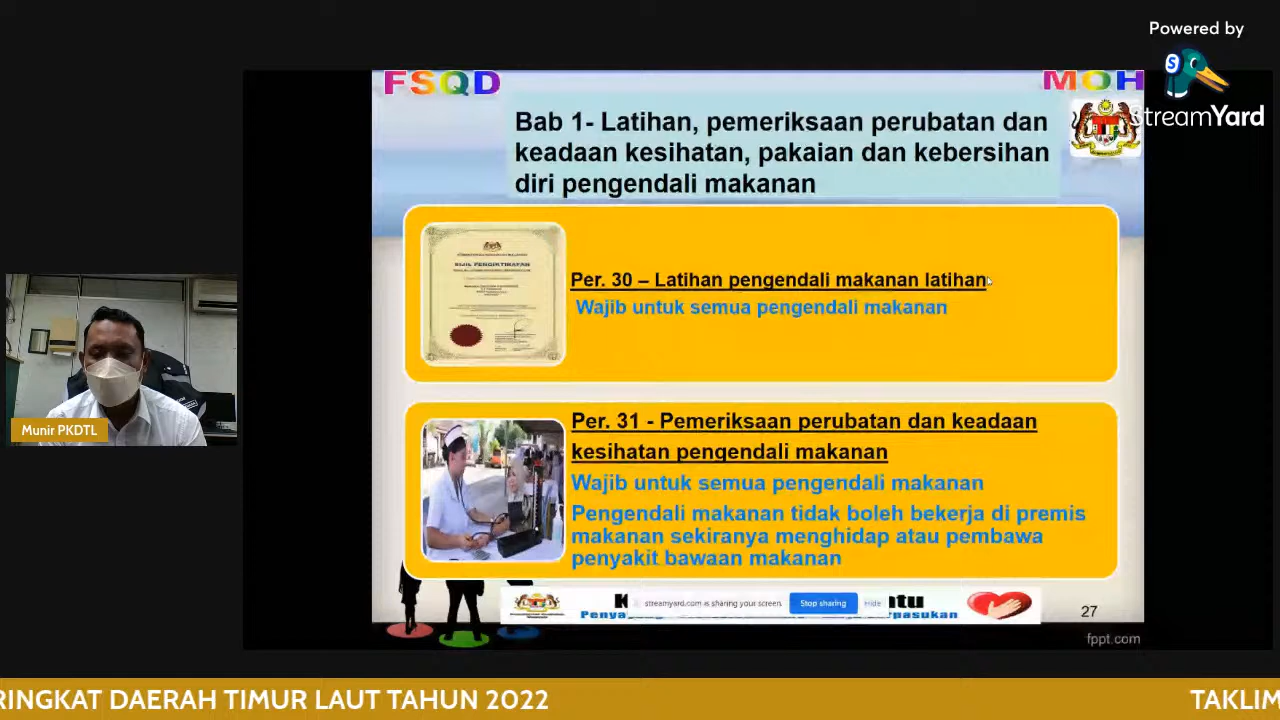 Powered by
StreamYard
FSQD
MOH
Bab 1- Latihan, pemeriksaan perubatan dan
keadaan kesihatan, pakaian dan kebersihan
diri pengendali makanan
SIJIL PENGIKTIRAFAN
Per. 30 – Latihan pengendali makanan latihan
Wajib untuk semua pengendali makanan
Per. 31 - Pemeriksaan perubatan dan keadaan
kesihatan pengendali makanan
Wajib untuk semua pengendali makanan
Pengendali makanan tidak boleh bekerja di premis
makanan sekiranya menghidap atau pembawa
penyakit bawaan makanan
Munir PKDTL
streamyard.com is sharing your screen.
Stop sharing
Hide
27
fppt.com
RINGKAT DAERAH TIMUR LAUT TAHUN 2022
TAKLIM